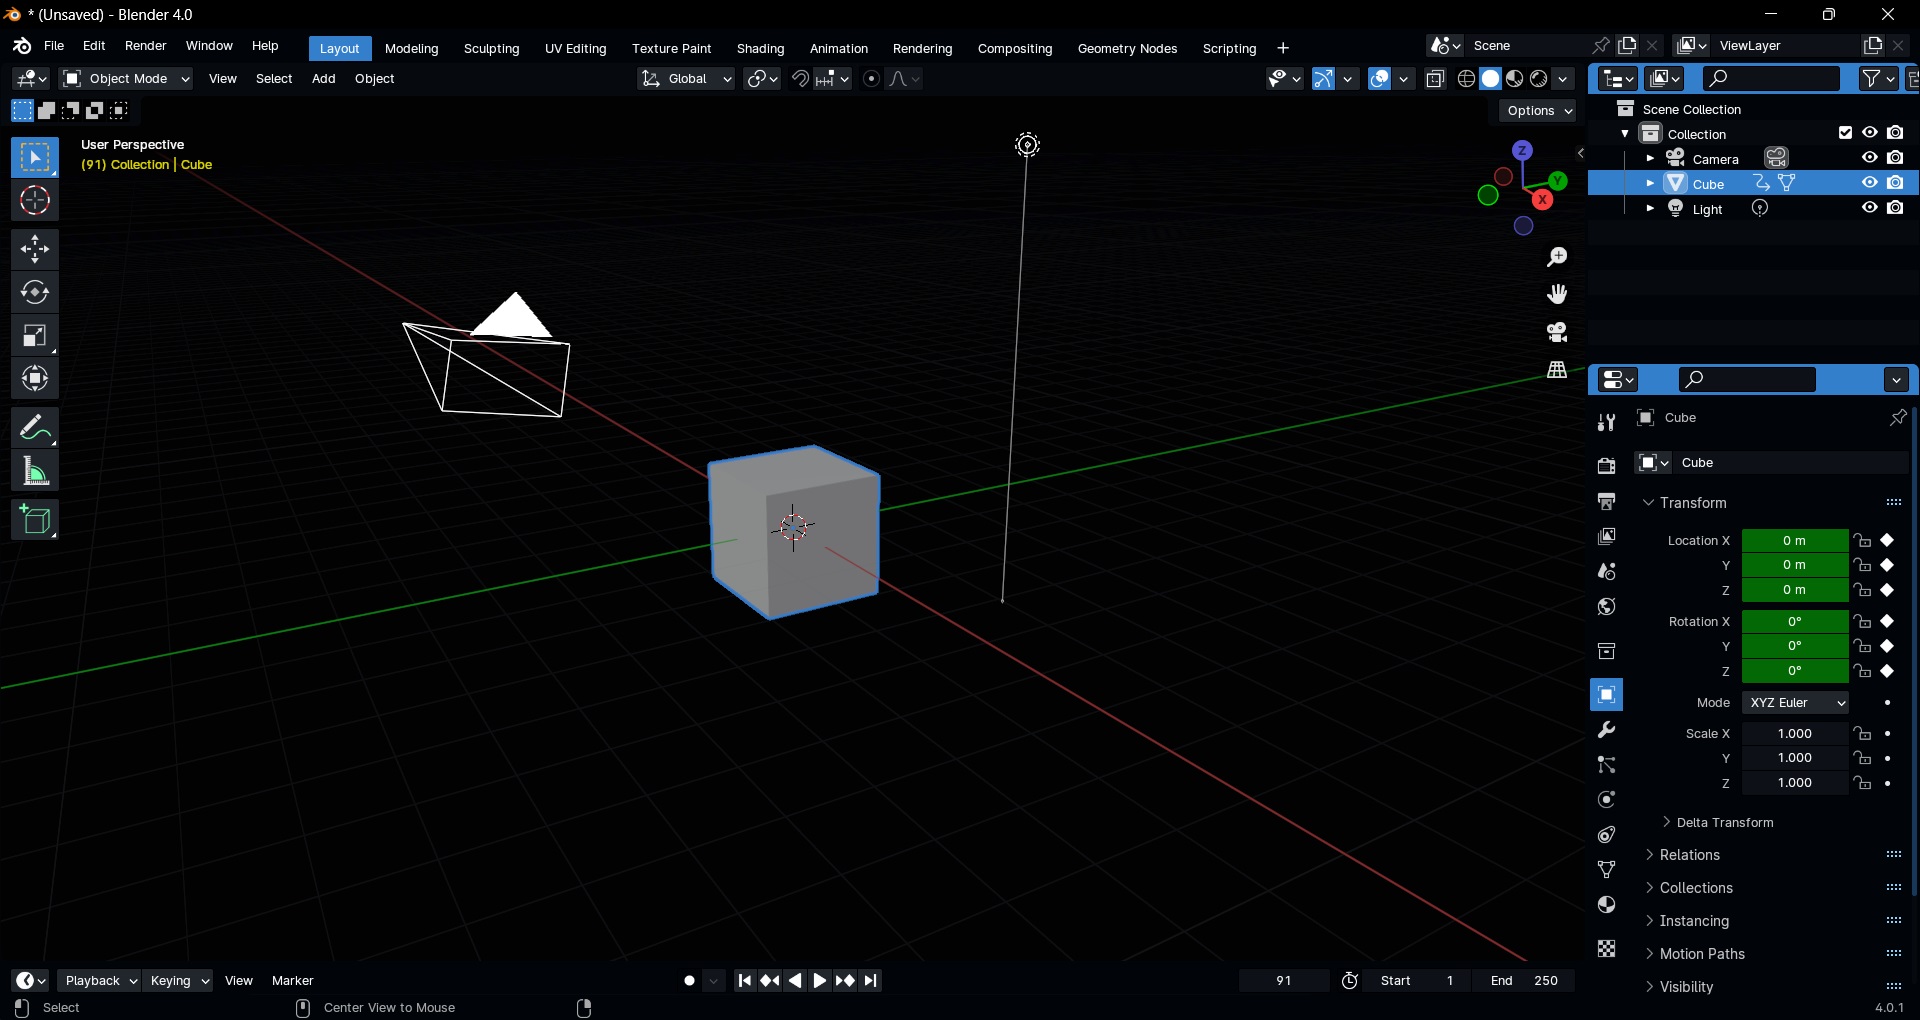 * (Unsaved) - Blender 4.0
File Edit Render Window Help Layout Modeling Sculpting UV Editing Texture Paint Shading Animation Rendering Compositing Geometry Nodes Scripting + Scene ViewLayer
Object Mode View Select Add Object Global
Options
User Perspective
(91) Collection | Cube
Z
Y
X
Scene Collection
Collection
Camera
Cube
Light
Cube
Cube
Transform
Location X 0 m
Y 0 m
Z 0 m
Rotation X 0°
Y 0°
Z 0°
Mode XYZ Euler
Scale X 1.000
Y 1.000
Z 1.000
Delta Transform
Relations
Collections
Instancing
Motion Paths
Visibility
Playback Keying View Marker 91 Start 1 End 250
Select Center View to Mouse 4.0.1